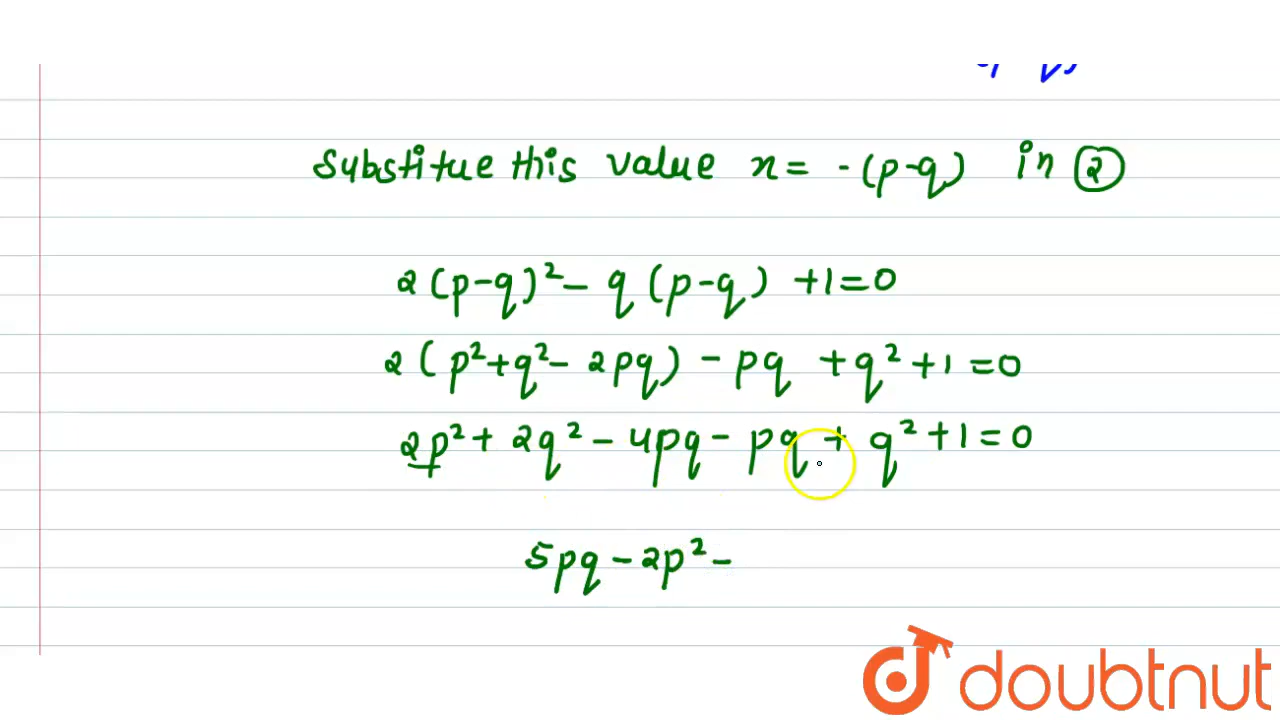 Substitue this value x = -(p-q) in ②
2(p-q)² - q(p-q) +1=0
2(p²+q²-2pq) - pq + q²+1=0
2p²+ 2q²- 4pq- pq + q²+1=0
5pq - 2p² -
doubtnut